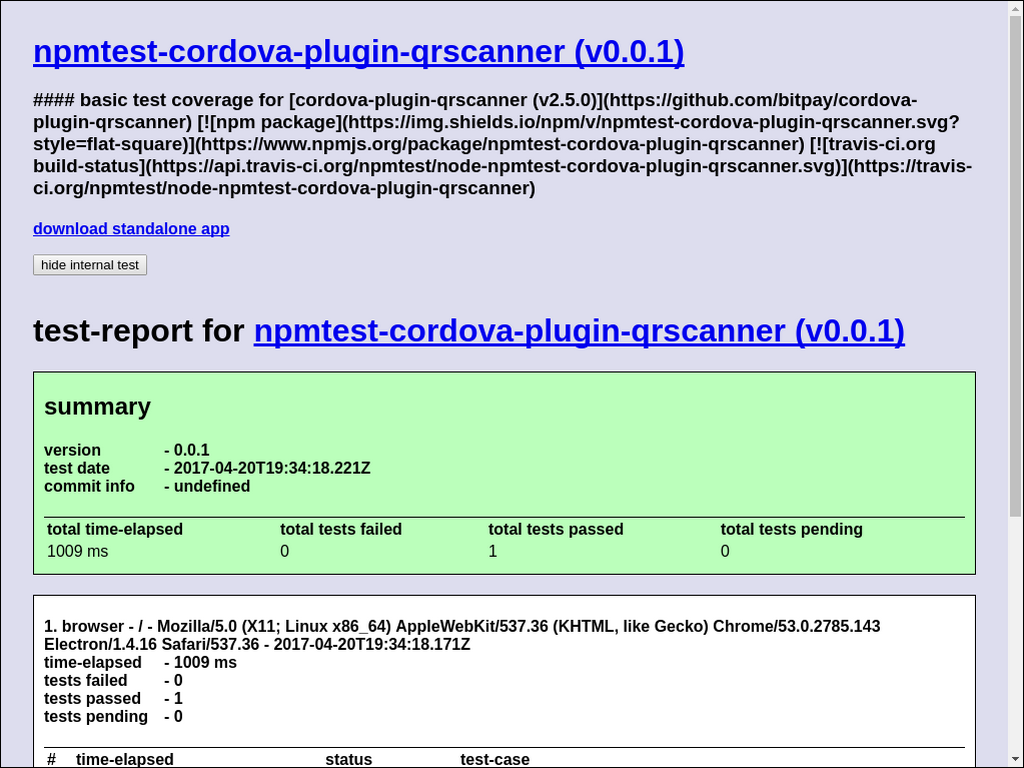 npmtest-cordova-plugin-qrscanner (v0.0.1)
#### basic test coverage for [cordova-plugin-qrscanner (v2.5.0)](https://github.com/bitpay/cordova-
plugin-qrscanner) [![npm package](https://img.shields.io/npm/v/npmtest-cordova-plugin-qrscanner.svg?
style=flat-square)](https://www.npmjs.org/package/npmtest-cordova-plugin-qrscanner) [![travis-ci.org
build-status](https://api.travis-ci.org/npmtest/node-npmtest-cordova-plugin-qrscanner.svg)](https://travis-
ci.org/npmtest/node-npmtest-cordova-plugin-qrscanner)
download standalone app
hide internal test
test-report for npmtest-cordova-plugin-qrscanner (v0.0.1)
summary
version - 0.0.1
test date - 2017-04-20T19:34:18.221Z
commit info - undefined
total time-elapsed total tests failed total tests passed total tests pending
1009 ms 0 1 0
1. browser - / - Mozilla/5.0 (X11; Linux x86_64) AppleWebKit/537.36 (KHTML, like Gecko) Chrome/53.0.2785.143
Electron/1.4.16 Safari/537.36 - 2017-04-20T19:34:18.171Z
time-elapsed - 1009 ms
tests failed - 0
tests passed - 1
tests pending - 0
# time-elapsed status test-case